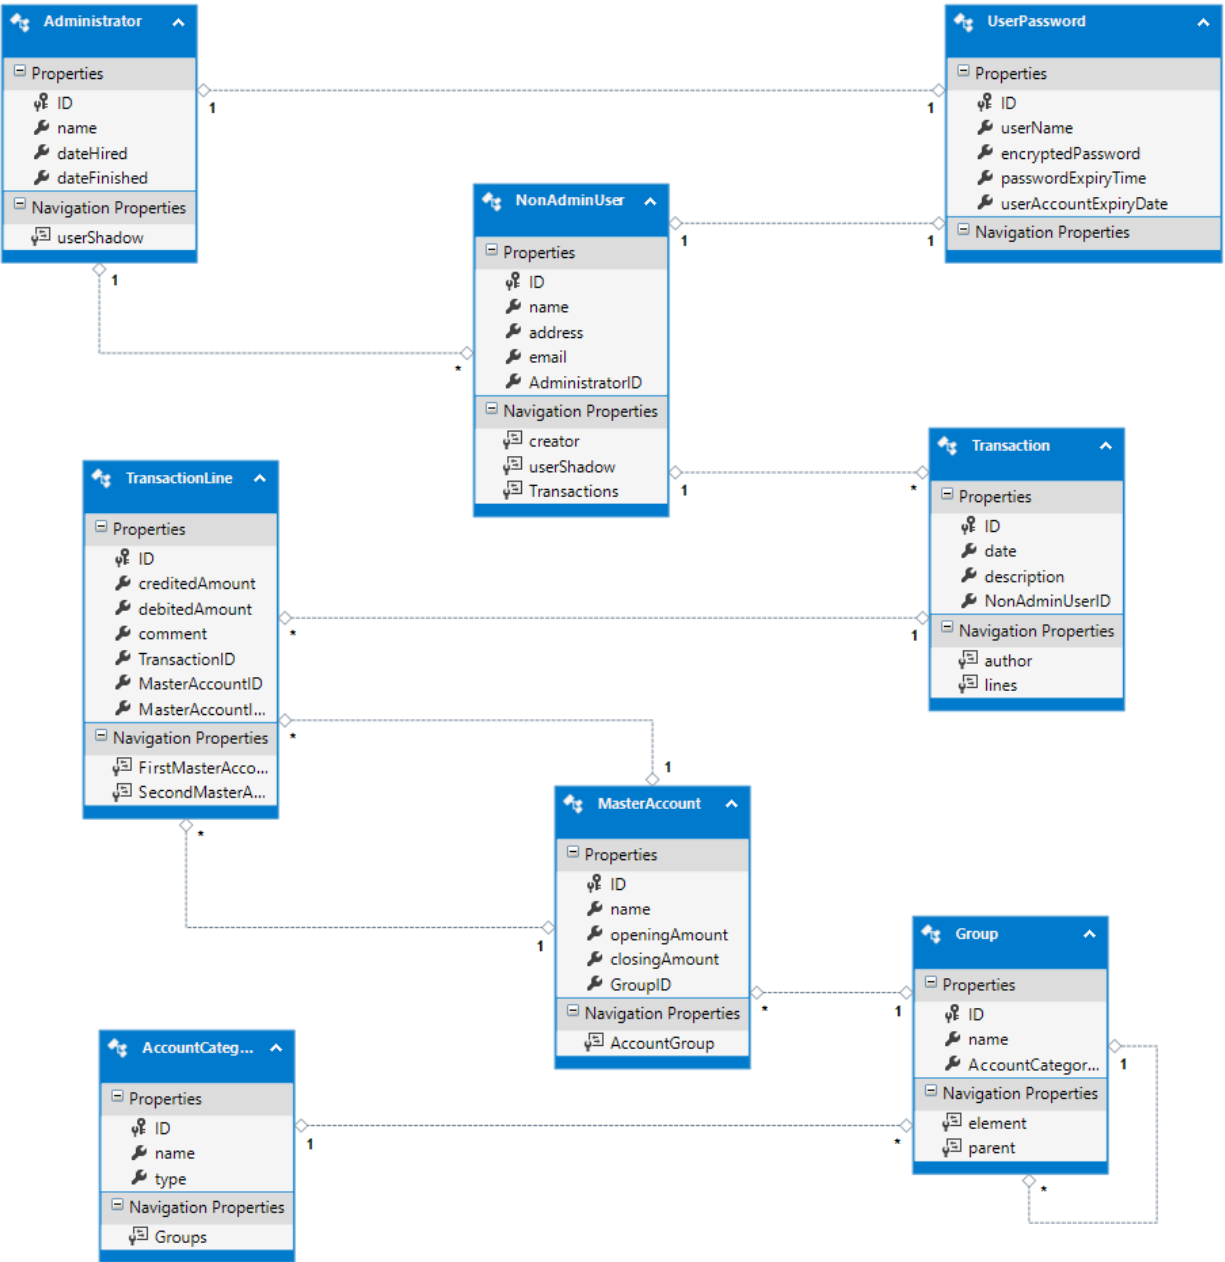 Administrator
Properties
ID
name
dateHired
dateFinished
Navigation Properties
userShadow
1
1
1
UserPassword
Properties
ID
userName
encryptedPassword
passwordExpiryTime
userAccountExpiryDate
Navigation Properties
NonAdminUser
Properties
ID
name
address
email
AdministratorID
Navigation Properties
creator
userShadow
Transactions
1
1
*
1
*
Transaction
Properties
ID
date
description
NonAdminUserID
Navigation Properties
author
lines
TransactionLine
Properties
ID
creditedAmount
debitedAmount
comment
TransactionID
MasterAccountID
MasterAccountI...
Navigation Properties
FirstMasterAcco...
SecondMasterA...
*
1
*
1
*
1
MasterAccount
Properties
ID
name
openingAmount
closingAmount
GroupID
Navigation Properties
AccountGroup
*
1
Group
Properties
ID
name
AccountCategor...
Navigation Properties
element
parent
1
*
AccountCateg...
Properties
ID
name
type
Navigation Properties
Groups
1
*